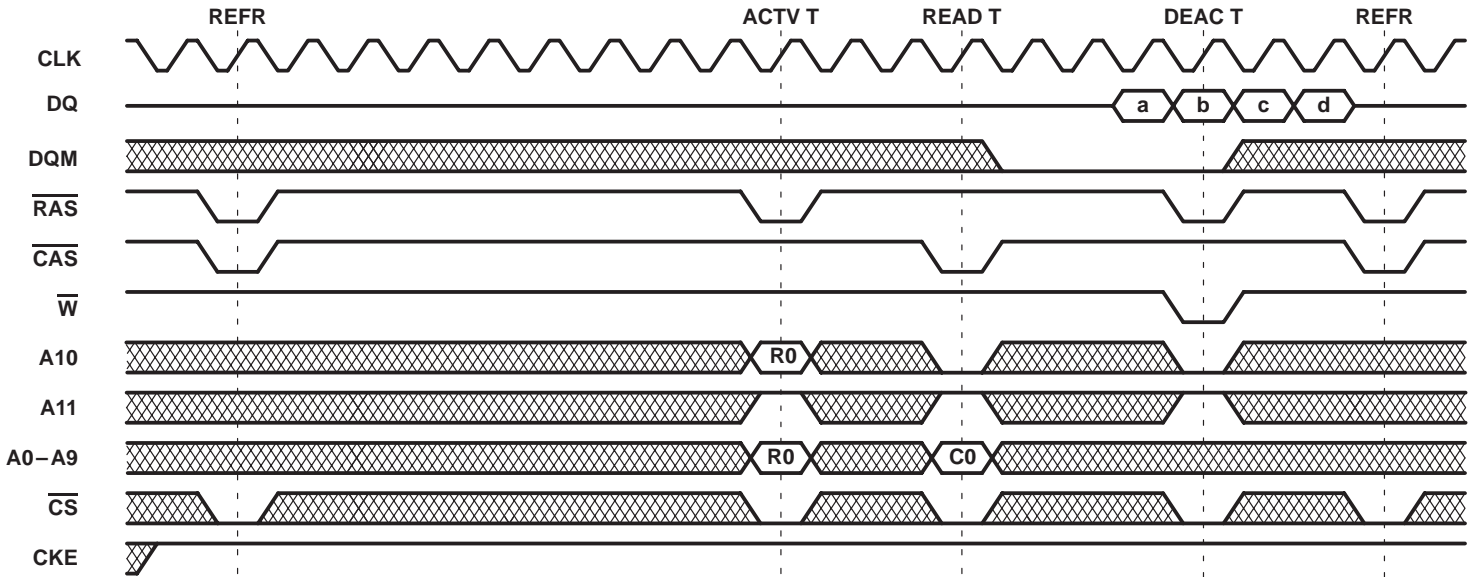 REFR ACTV T READ T DEAC T REFR
CLK
DQ a b c d
DQM
RAS
CAS
W
A10 R0
A11
A0–A9 R0 C0
CS
CKE